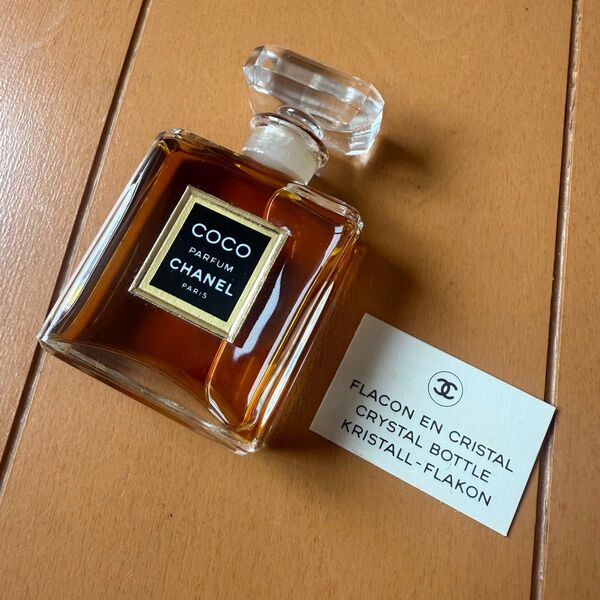 COCO
PARFUM
CHANEL
PARIS
FLACON EN CRISTAL
CRYSTAL BOTTLE
KRISTALL-FLAKON